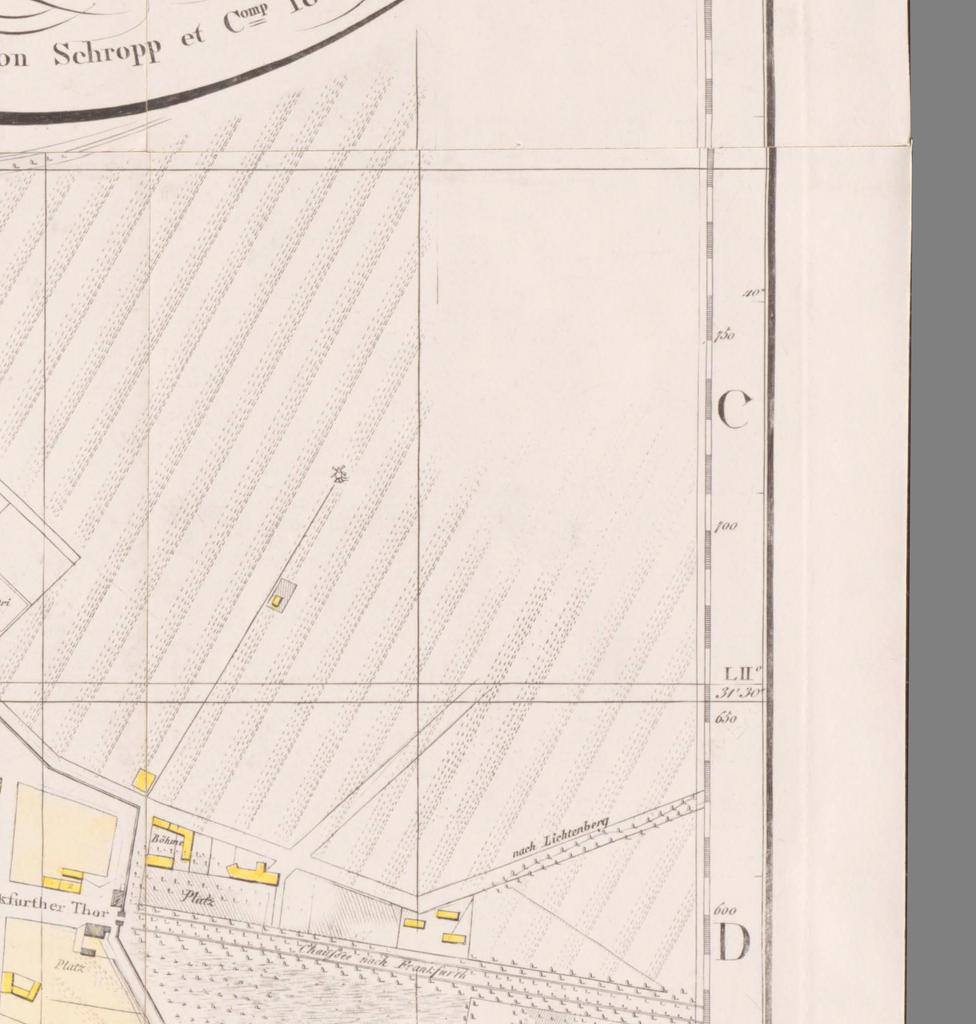 on Schropp et Comp 18
40"
750
C
700
LII°
31' 30"
650
nach Lichtenberg
Böhme
Platz
kfurther Thor
600
D
Chaussee nach Frankfurth
Platz